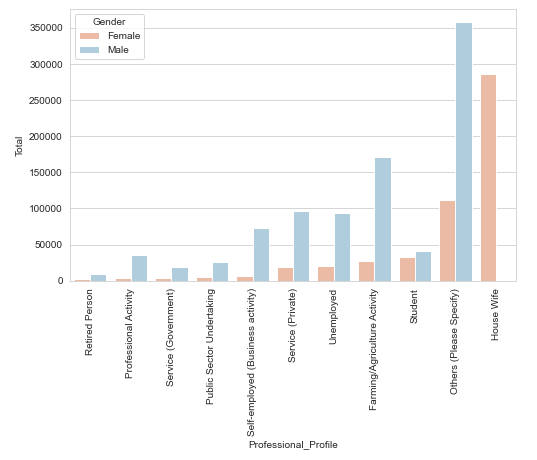 Gender
Female
Male
350000
300000
250000
200000
150000
100000
50000
0
Total
Retired Person
Professional Activity
Service (Government)
Public Sector Undertaking
Self-employed (Business activity)
Service (Private)
Unemployed
Farming/Agriculture Activity
Student
Others (Please Specify)
House Wife
Professional_Profile